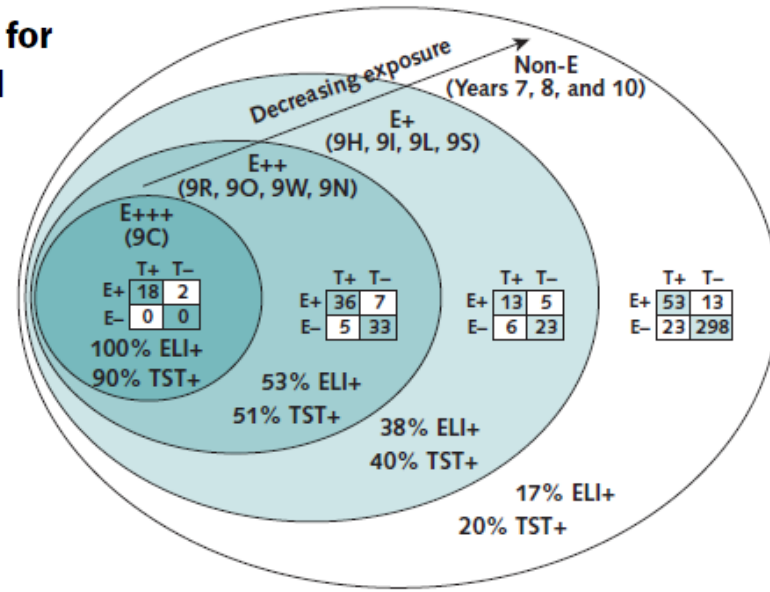 for
d
Decreasing exposure
Non-E
(Years 7, 8, and 10)
E+
(9H, 9I, 9L, 9S)
E++
(9R, 9O, 9W, 9N)
E+++
(9C)
T+ T–
E+ 18 2
E– 0 0
100% ELI+
90% TST+
T+ T–
E+ 36 7
E– 5 33
53% ELI+
51% TST+
T+ T–
E+ 13 5
E– 6 23
38% ELI+
40% TST+
T+ T–
E+ 53 13
E– 23 298
17% ELI+
20% TST+